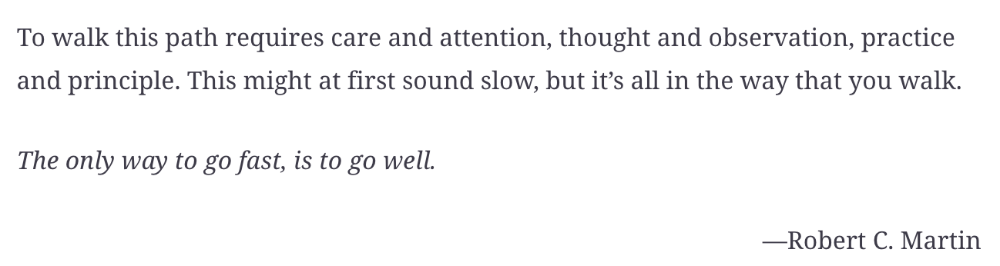 To walk this path requires care and attention, thought and observation, practice
and principle. This might at first sound slow, but it’s all in the way that you walk.
The only way to go fast, is to go well.
—Robert C. Martin